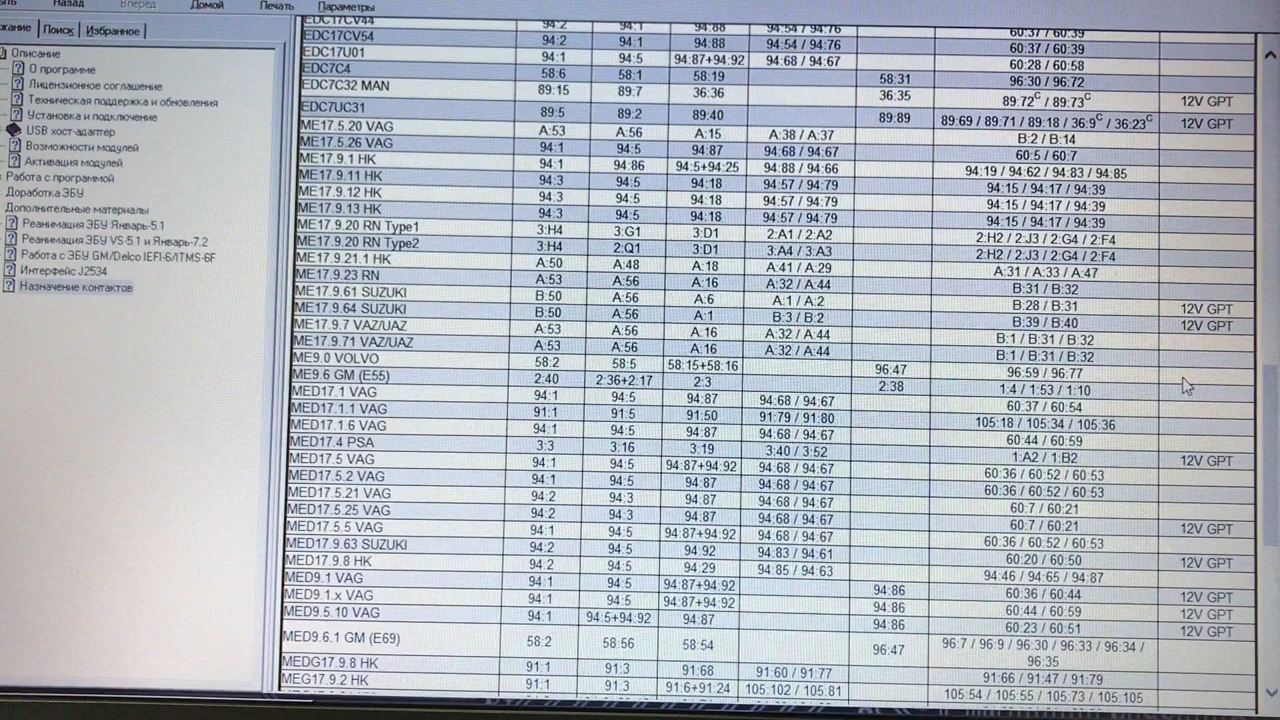 Назад Вперед Домой Печать Параметры
жание Поиск Избранное
Описание
О программе
Лицензионное соглашение
Техническая поддержка и обновления
Установка и подключение
USB хост-адаптер
Возможности модулей
Активация модулей
Работа с программой
Доработка ЭБУ
Дополнительные материалы
Реанимация ЭБУ Январь-5.1
Реанимация ЭБУ VS-5.1 и Январь-7.2
Работа с ЭБУ GM/Delco IEFI-6/ITMS-6F
Интерфейс J2534
Назначение контактов
EDC17CV44 94:2 94:1 94:88 94:54 / 94:76 60:37 / 60:39
EDC17CV54 94:2 94:1 94:88 94:54 / 94:76 60:37 / 60:39
EDC17U01 94:1 94:5 94:87+94:92 94:68 / 94:67 60:28 / 60:58
EDC7C4 58:6 58:1 58:19 58:31 96:30 / 96:72
EDC7C32 MAN 89:15 89:7 36:36 36:35 89:72ᶜ / 89:73ᶜ 12V GPT
EDC7UC31 89:5 89:2 89:40 89:89 89:69 / 89:71 / 89:18 / 36:9ᶜ / 36:23ᶜ 12V GPT
ME17.5.20 VAG A:53 A:56 A:15 A:38 / A:37 B:2 / B:14
ME17.5.26 VAG 94:1 94:5 94:87 94:68 / 94:67 60:5 / 60:7
ME17.9.1 HK 94:1 94:86 94:5+94:25 94:88 / 94:66 94:19 / 94:62 / 94:83 / 94:85
ME17.9.11 HK 94:3 94:5 94:18 94:57 / 94:79 94:15 / 94:17 / 94:39
ME17.9.12 HK 94:3 94:5 94:18 94:57 / 94:79 94:15 / 94:17 / 94:39
ME17.9.13 HK 94:3 94:5 94:18 94:57 / 94:79 94:15 / 94:17 / 94:39
ME17.9.20 RN Type1 3:H4 3:G1 3:D1 2:A1 / 2:A2 2:H2 / 2:J3 / 2:G4 / 2:F4
ME17.9.20 RN Type2 3:H4 2:Q1 3:D1 3:A4 / 3:A3 2:H2 / 2:J3 / 2:G4 / 2:F4
ME17.9.21.1 HK A:50 A:48 A:18 A:41 / A:29 A:31 / A:33 / A:47
ME17.9.23 RN A:53 A:56 A:16 A:32 / A:44 B:31 / B:32
ME17.9.61 SUZUKI B:50 A:56 A:6 A:1 / A:2 B:28 / B:31 12V GPT
ME17.9.64 SUZUKI B:50 A:56 A:1 B:3 / B:2 B:39 / B:40 12V GPT
ME17.9.7 VAZ/UAZ A:53 A:56 A:16 A:32 / A:44 B:1 / B:31 / B:32
ME17.9.71 VAZ/UAZ A:53 A:56 A:16 A:32 / A:44 B:1 / B:31 / B:32
ME9.0 VOLVO 58:2 58:5 58:15+58:16 96:47 96:59 / 96:77
ME9.6 GM (E55) 2:40 2:36+2:17 2:3 2:38 1:4 / 1:53 / 1:10
MED17.1 VAG 94:1 94:5 94:87 94:68 / 94:67 60:37 / 60:54
MED17.1.1 VAG 91:1 91:5 91:50 91:79 / 91:80 105:18 / 105:34 / 105:36
MED17.1.6 VAG 94:1 94:5 94:87 94:68 / 94:67 60:44 / 60:59
MED17.4 PSA 3:3 3:16 3:19 3:40 / 3:52 1:A2 / 1:B2 12V GPT
MED17.5 VAG 94:1 94:5 94:87+94:92 94:68 / 94:67 60:36 / 60:52 / 60:53
MED17.5.2 VAG 94:1 94:5 94:87 94:68 / 94:67 60:36 / 60:52 / 60:53
MED17.5.21 VAG 94:2 94:3 94:87 94:68 / 94:67 60:7 / 60:21
MED17.5.25 VAG 94:2 94:3 94:87 94:68 / 94:67 60:7 / 60:21 12V GPT
MED17.5.5 VAG 94:1 94:5 94:87+94:92 94:68 / 94:67 60:36 / 60:52 / 60:53
MED17.9.63 SUZUKI 94:2 94:5 94:92 94:83 / 94:61 60:20 / 60:50 12V GPT
MED17.9.8 HK 94:2 94:5 94:29 94:85 / 94:63 94:46 / 94:65 / 94:87
MED9.1 VAG 94:1 94:5 94:87+94:92 94:86 60:36 / 60:44 12V GPT
MED9.1.x VAG 94:1 94:5 94:87+94:92 94:86 60:44 / 60:59 12V GPT
MED9.5.10 VAG 94:1 94:5+94:92 94:87 94:86 60:23 / 60:51 12V GPT
MED9.6.1 GM (E69) 58:2 58:56 58:54 96:47 96:7 / 96:9 / 96:30 / 96:33 / 96:34 /
96:35
MEDG17.9.8 HK 91:1 91:3 91:68 91:60 / 91:77 91:66 / 91:47 / 91:79
MEG17.9.2 HK 91:1 91:3 91:6+91:24 105:102 / 105:81 105:54 / 105:55 / 105:73 / 105:105